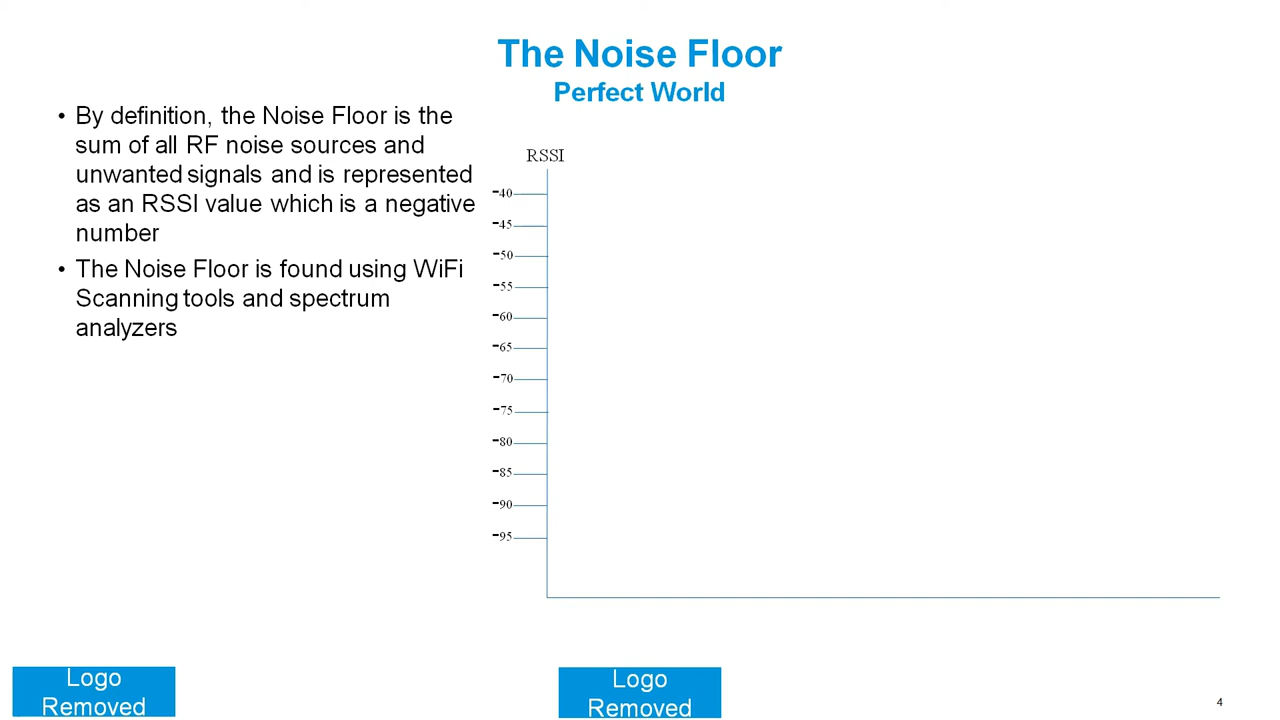 The Noise Floor
Perfect World
• By definition, the Noise Floor is the
sum of all RF noise sources and
unwanted signals and is represented
as an RSSI value which is a negative
number
• The Noise Floor is found using WiFi
Scanning tools and spectrum
analyzers
RSSI
-40
-45
-50
-55
-60
-65
-70
-75
-80
-85
-90
-95
Logo
Removed
Logo
Removed
4